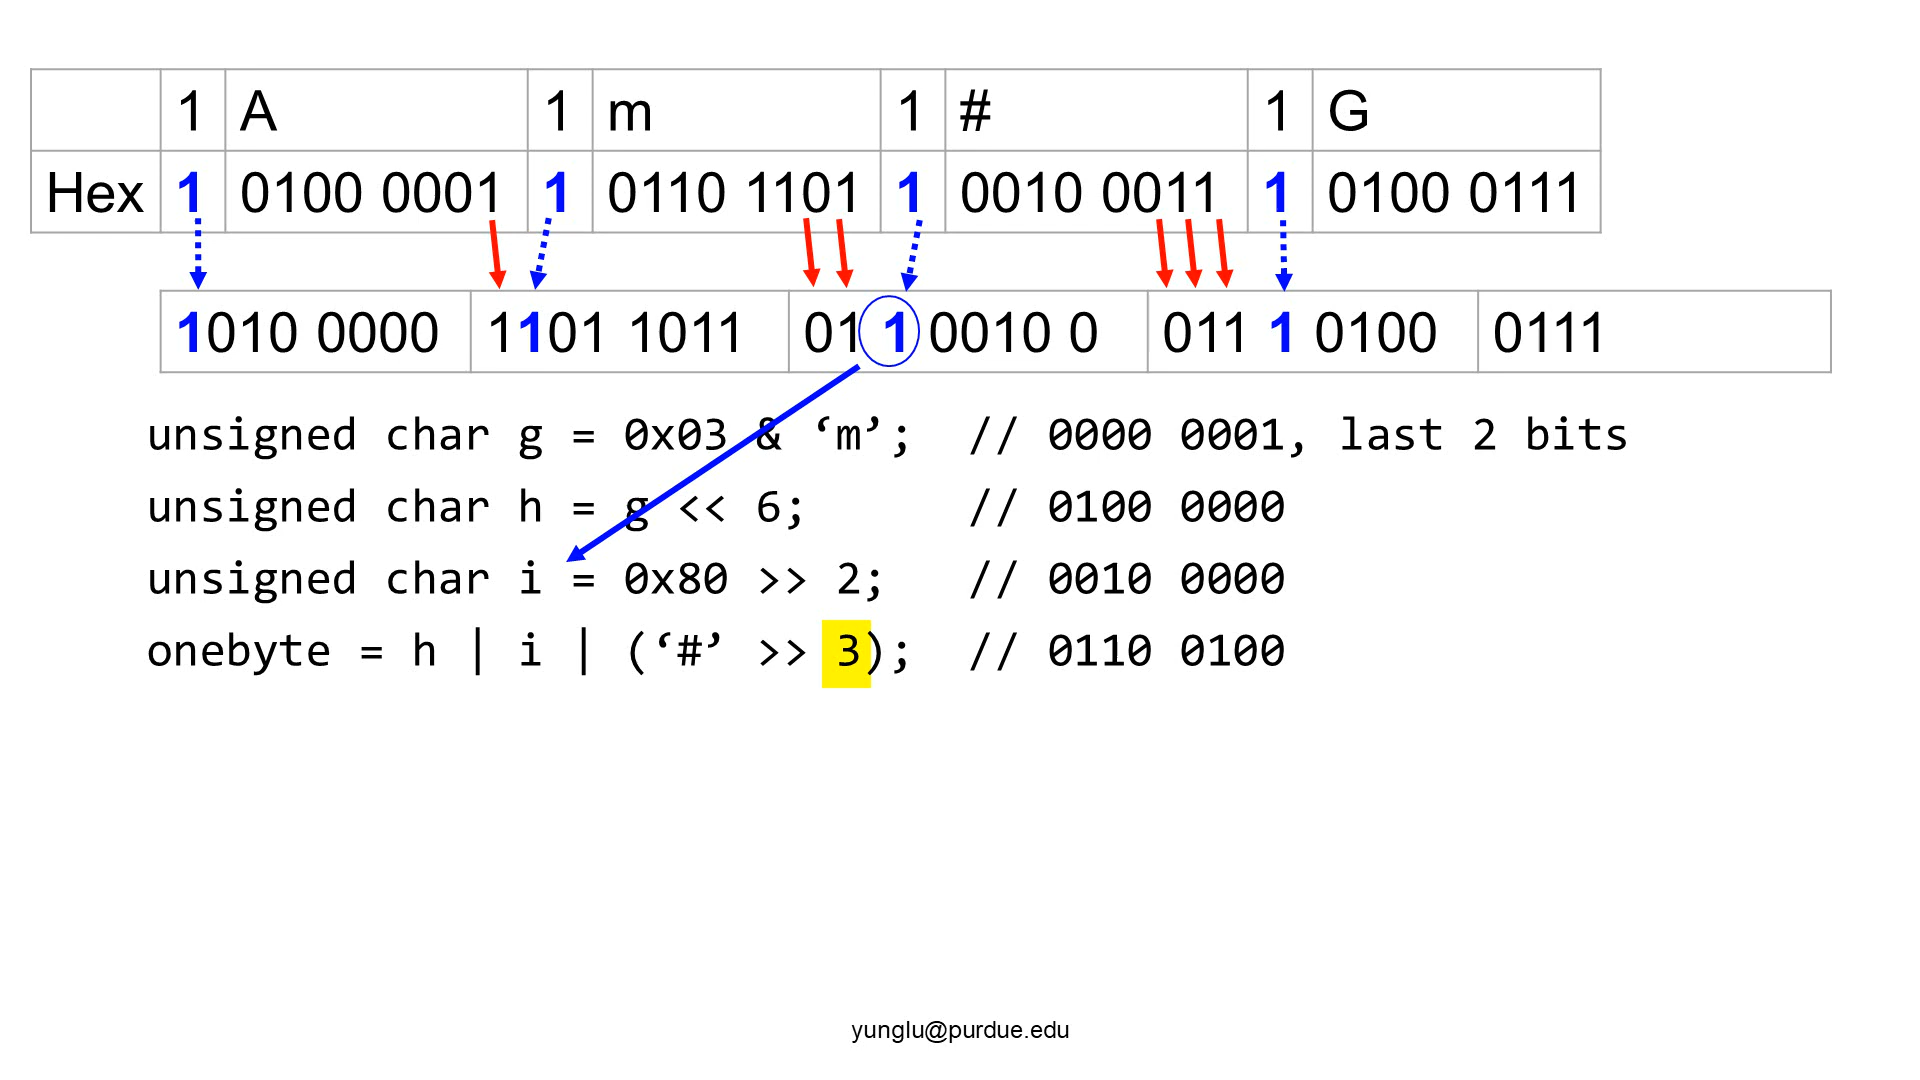 1 A 1 m 1 # 1 G
Hex 1 0100 0001 1 0110 1101 1 0010 0011 1 0100 0111
1010 0000 1101 1011 01 1 0010 0 011 1 0100 0111
unsigned char g = 0x03 & ‘m’; // 0000 0001, last 2 bits
unsigned char h = g << 6; // 0100 0000
unsigned char i = 0x80 >> 2; // 0010 0000
onebyte = h | i | (‘#’ >> 3); // 0110 0100
yunglu@purdue.edu